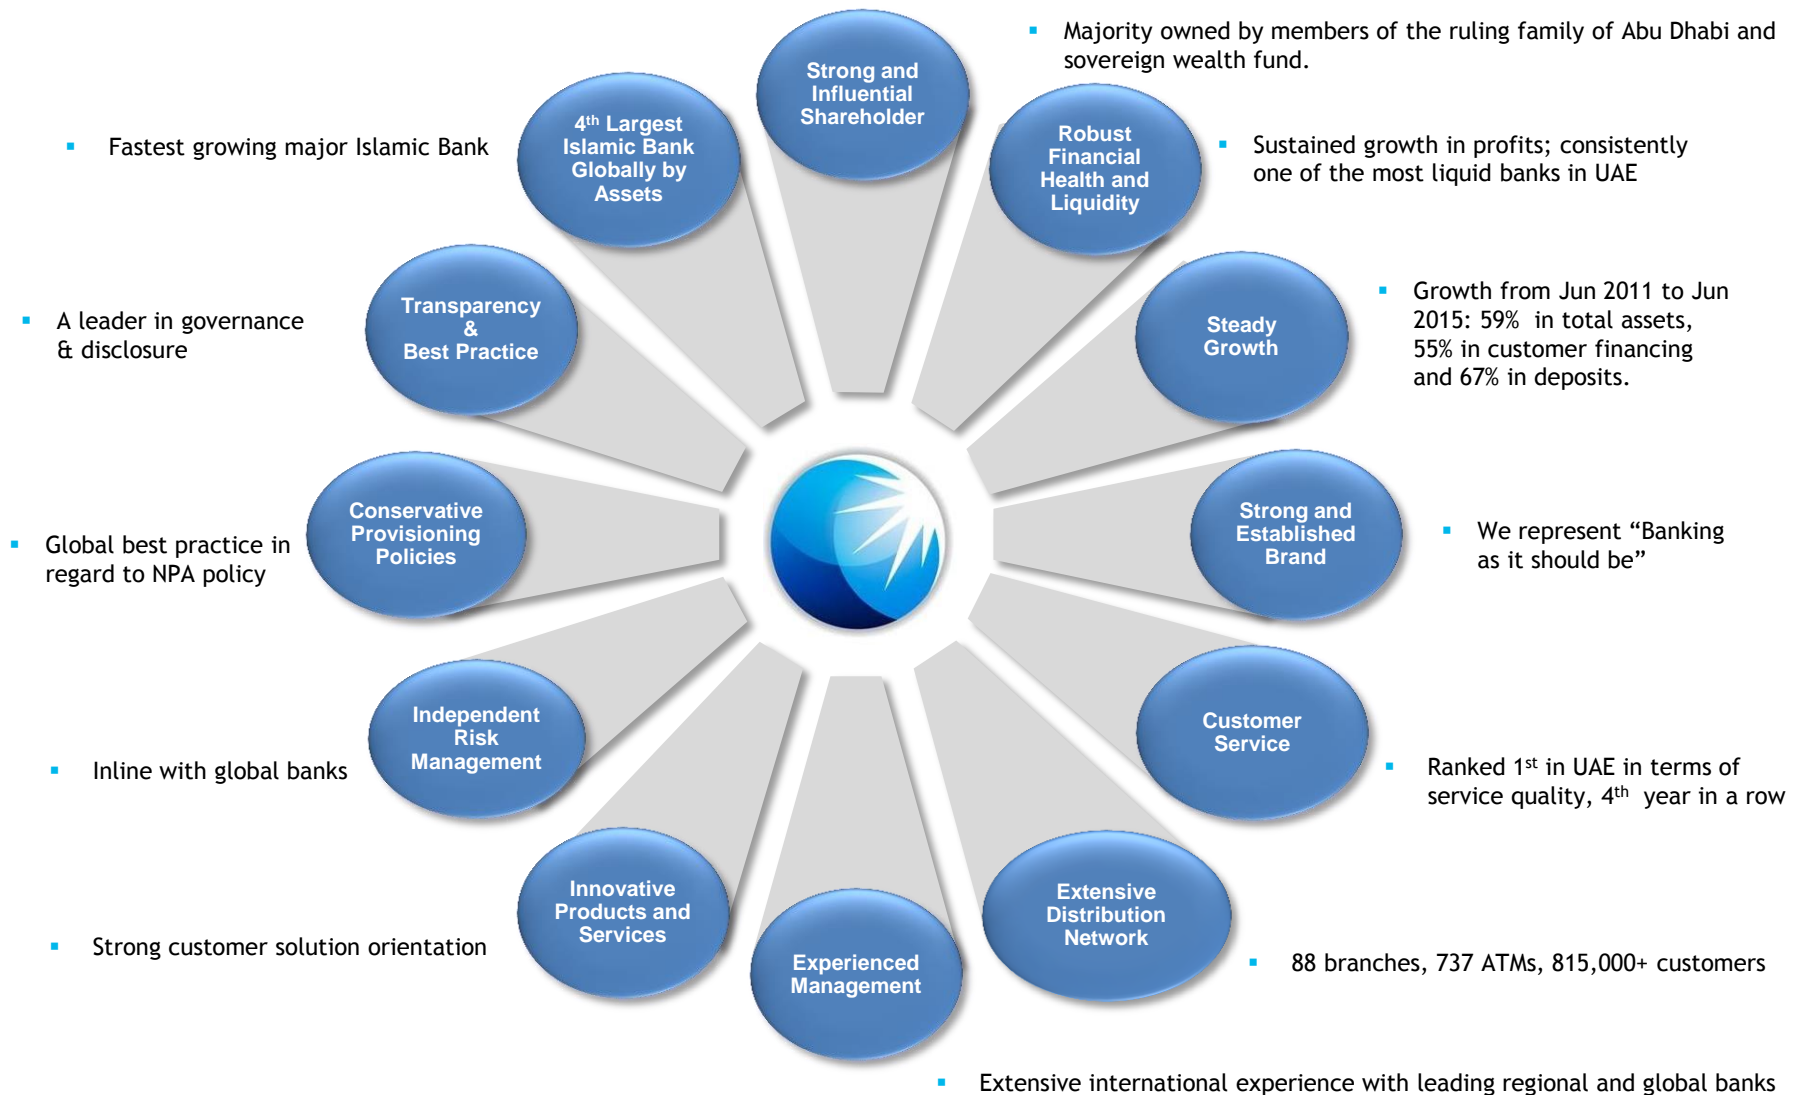 Strong and
Influential
Shareholder
▪ Majority owned by members of the ruling family of Abu Dhabi and
sovereign wealth fund.
Robust
Financial
Health and
Liquidity
▪ Sustained growth in profits; consistently
one of the most liquid banks in UAE
Steady
Growth
▪ Growth from Jun 2011 to Jun
2015: 59% in total assets,
55% in customer financing
and 67% in deposits.
Strong and
Established
Brand
▪ We represent “Banking
as it should be”
Customer
Service
▪ Ranked 1st in UAE in terms of
service quality, 4th year in a row
Extensive
Distribution
Network
▪ 88 branches, 737 ATMs, 815,000+ customers
Experienced
Management
▪ Extensive international experience with leading regional and global banks
Innovative
Products and
Services
▪ Strong customer solution orientation
Independent
Risk
Management
▪ Inline with global banks
Conservative
Provisioning
Policies
▪ Global best practice in
regard to NPA policy
Transparency
&
Best Practice
▪ A leader in governance
& disclosure
4th Largest
Islamic Bank
Globally by
Assets
▪ Fastest growing major Islamic Bank